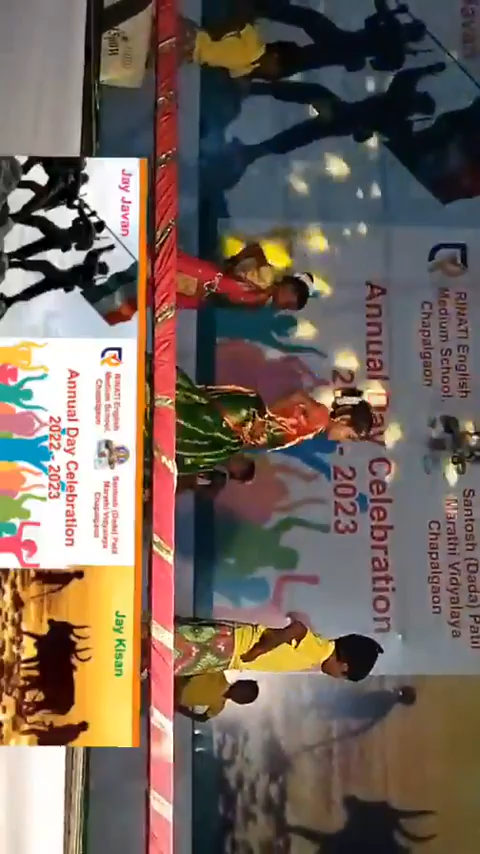 Jay Javan
RINATI English
Medium School,
Chapalgaon
Santosh (Dada) Patil
Marathi Vidyalaya
Chapalgaon
Annual Day Celebration
2022 - 2023
Jay Kisan
RINATI English
Medium School,
Chapalgaon
Santosh (Dada) Patil
Marathi Vidyalaya
Chapalgaon
Annual Day Celebration
- 2023